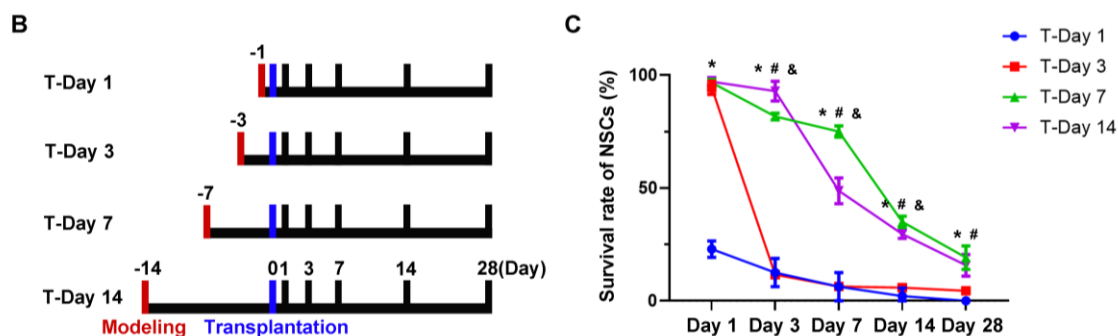 B
-1
T-Day 1
-3
T-Day 3
-7
T-Day 7
-14
0 1 3 7 14 28(Day)
T-Day 14
Modeling Transplantation
C
T-Day 1
T-Day 3
T-Day 7
T-Day 14
Survival rate of NSCs (%)
100
50
0
*
* # &
* # &
* # &
* #
Day 1 Day 3 Day 7 Day 14 Day 28